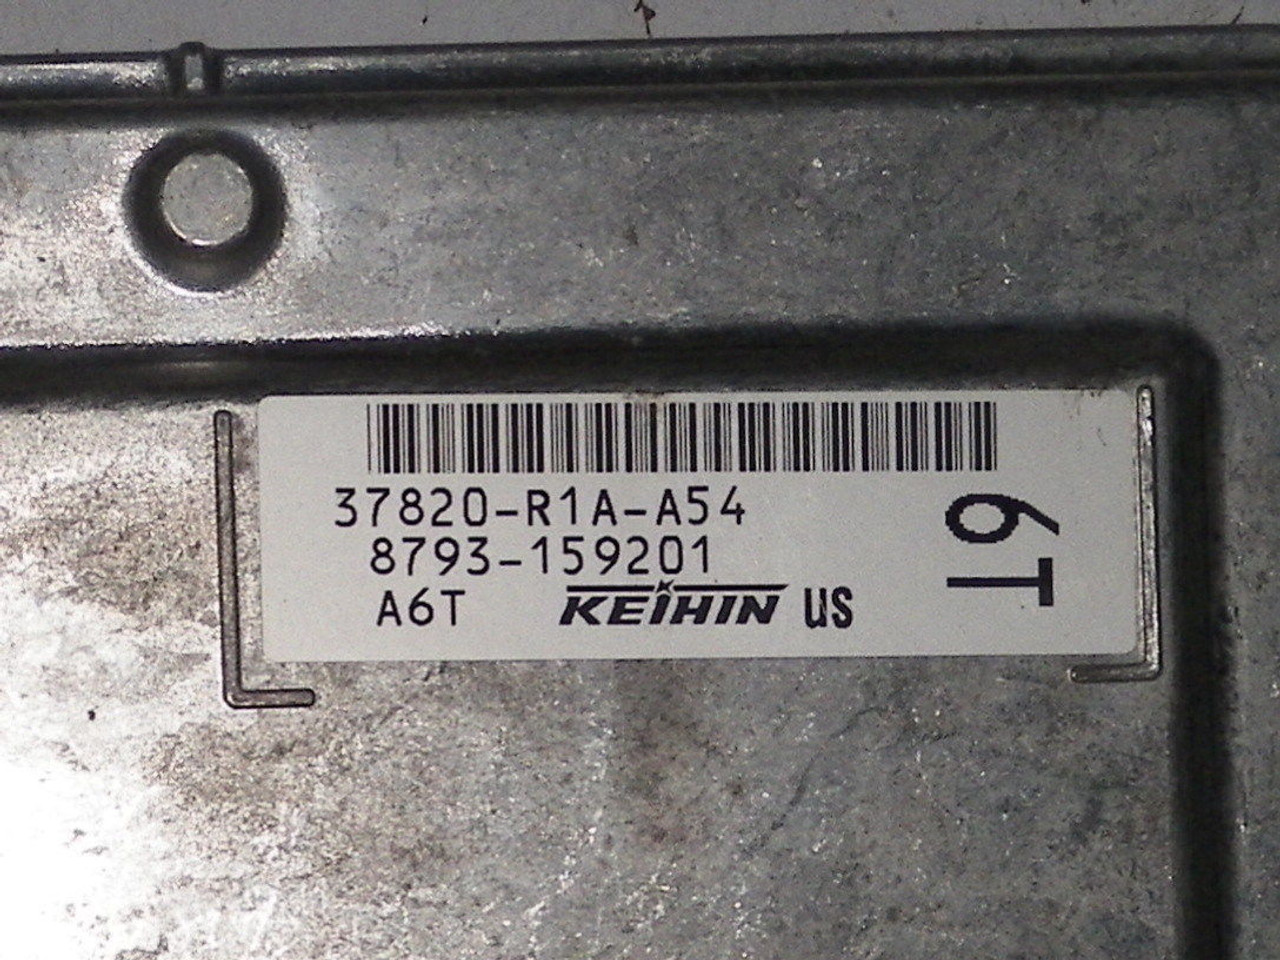 37820-R1A-A54
8793-159201
A6T KEIHIN US
6T